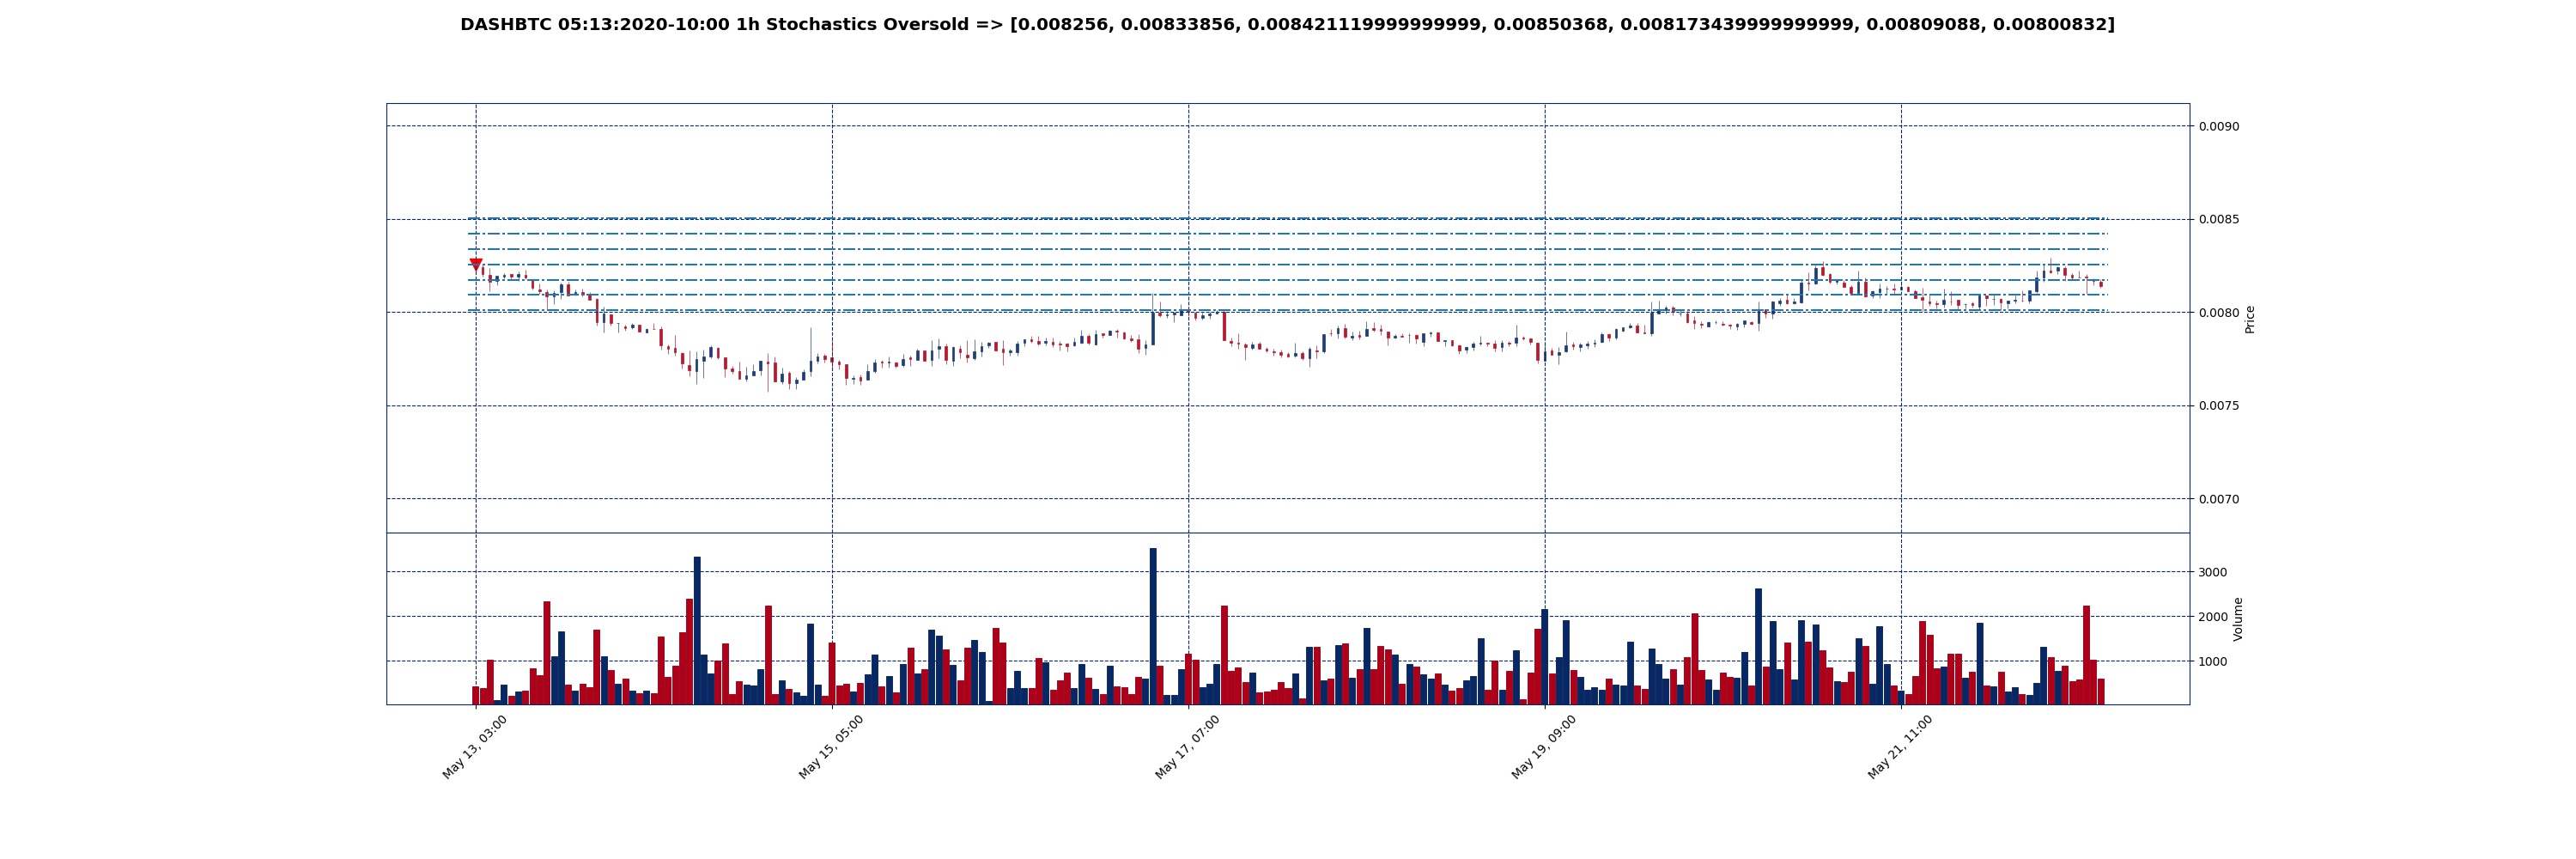 DASHBTC 05:13:2020-10:00 1h Stochastics Oversold => [0.008256, 0.00833856, 0.008421119999999999, 0.00850368, 0.008173439999999999, 0.00809088, 0.00800832]
0.0090
0.0085
0.0080
0.0075
0.0070
Price
3000
2000
1000
Volume
May 13, 03:00
May 15, 05:00
May 17, 07:00
May 19, 09:00
May 21, 11:00